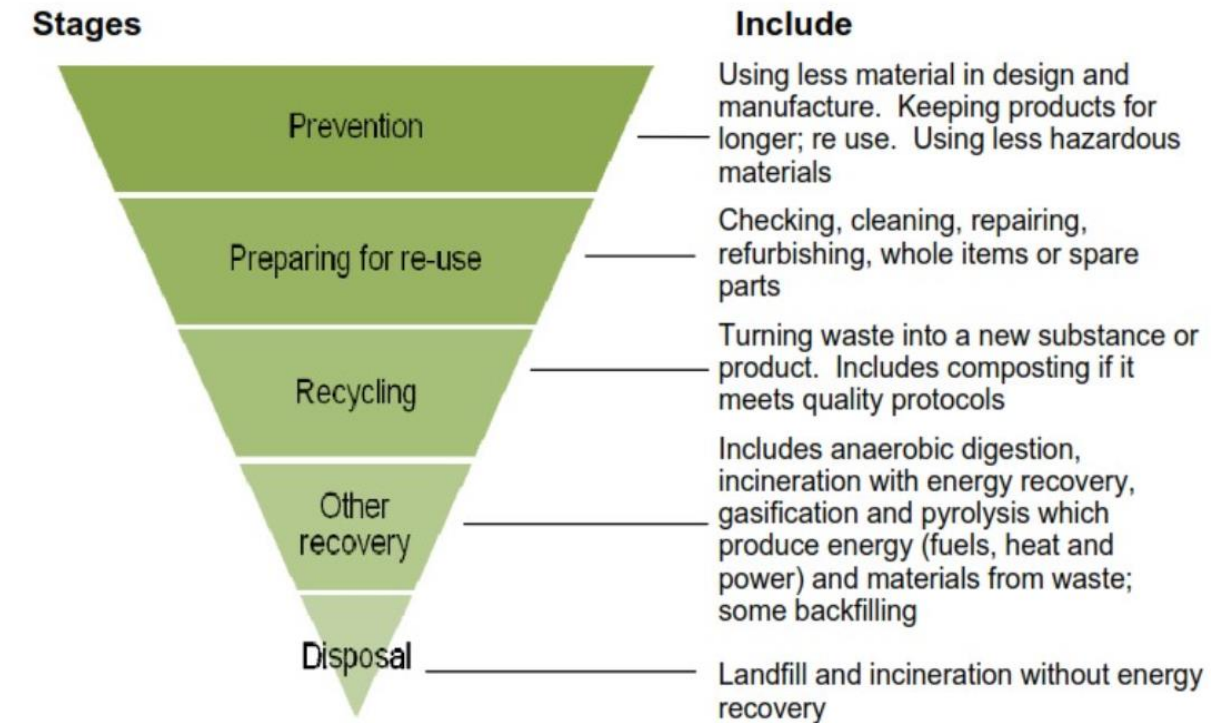 Stages
Include
Prevention
Using less material in design and
manufacture. Keeping products for
longer; re use. Using less hazardous
materials
Preparing for re-use
Checking, cleaning, repairing,
refurbishing, whole items or spare
parts
Recycling
Turning waste into a new substance or
product. Includes composting if it
meets quality protocols
Other
recovery
Includes anaerobic digestion,
incineration with energy recovery,
gasification and pyrolysis which
produce energy (fuels, heat and
power) and materials from waste;
some backfilling
Disposal
Landfill and incineration without energy
recovery